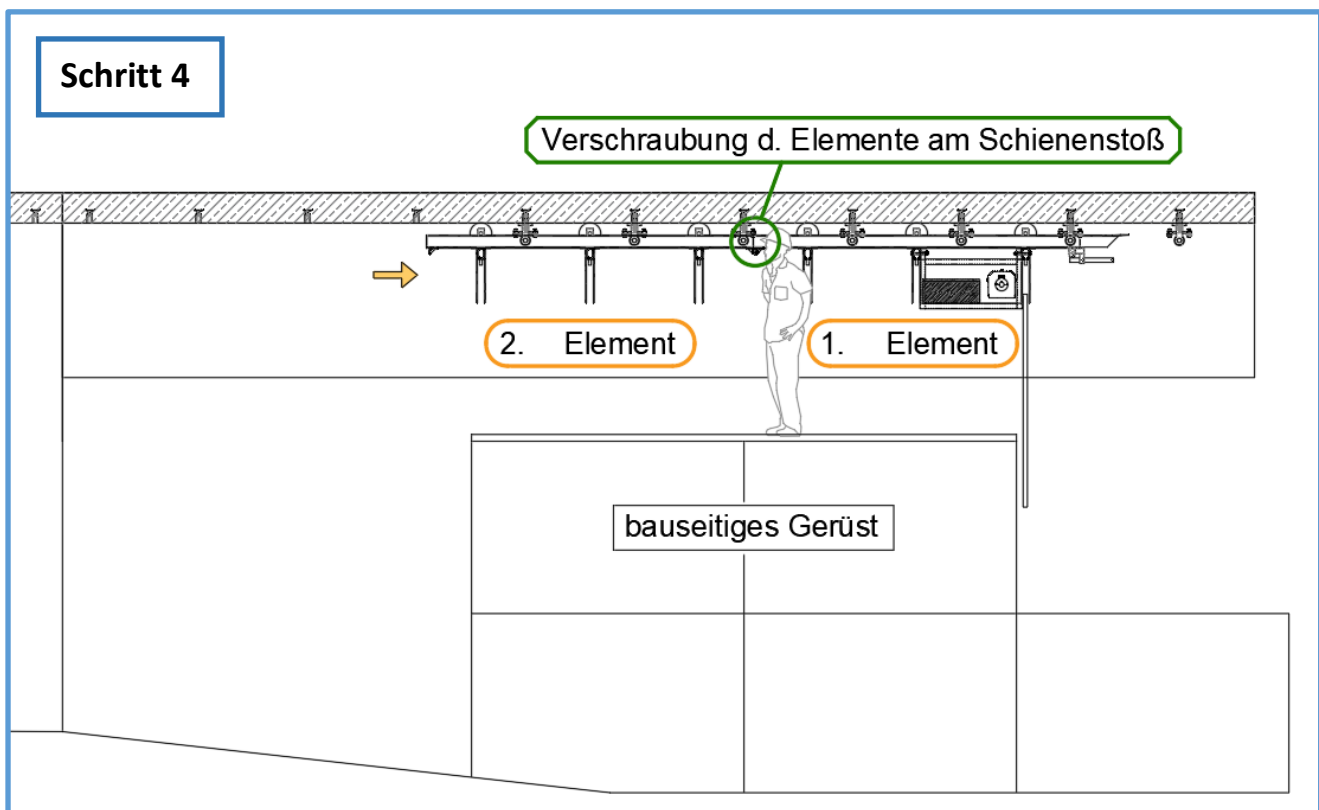 Schritt 4
Verschraubung d. Elemente am Schienenstoß
2. Element
1. Element
bauseitiges Gerüst